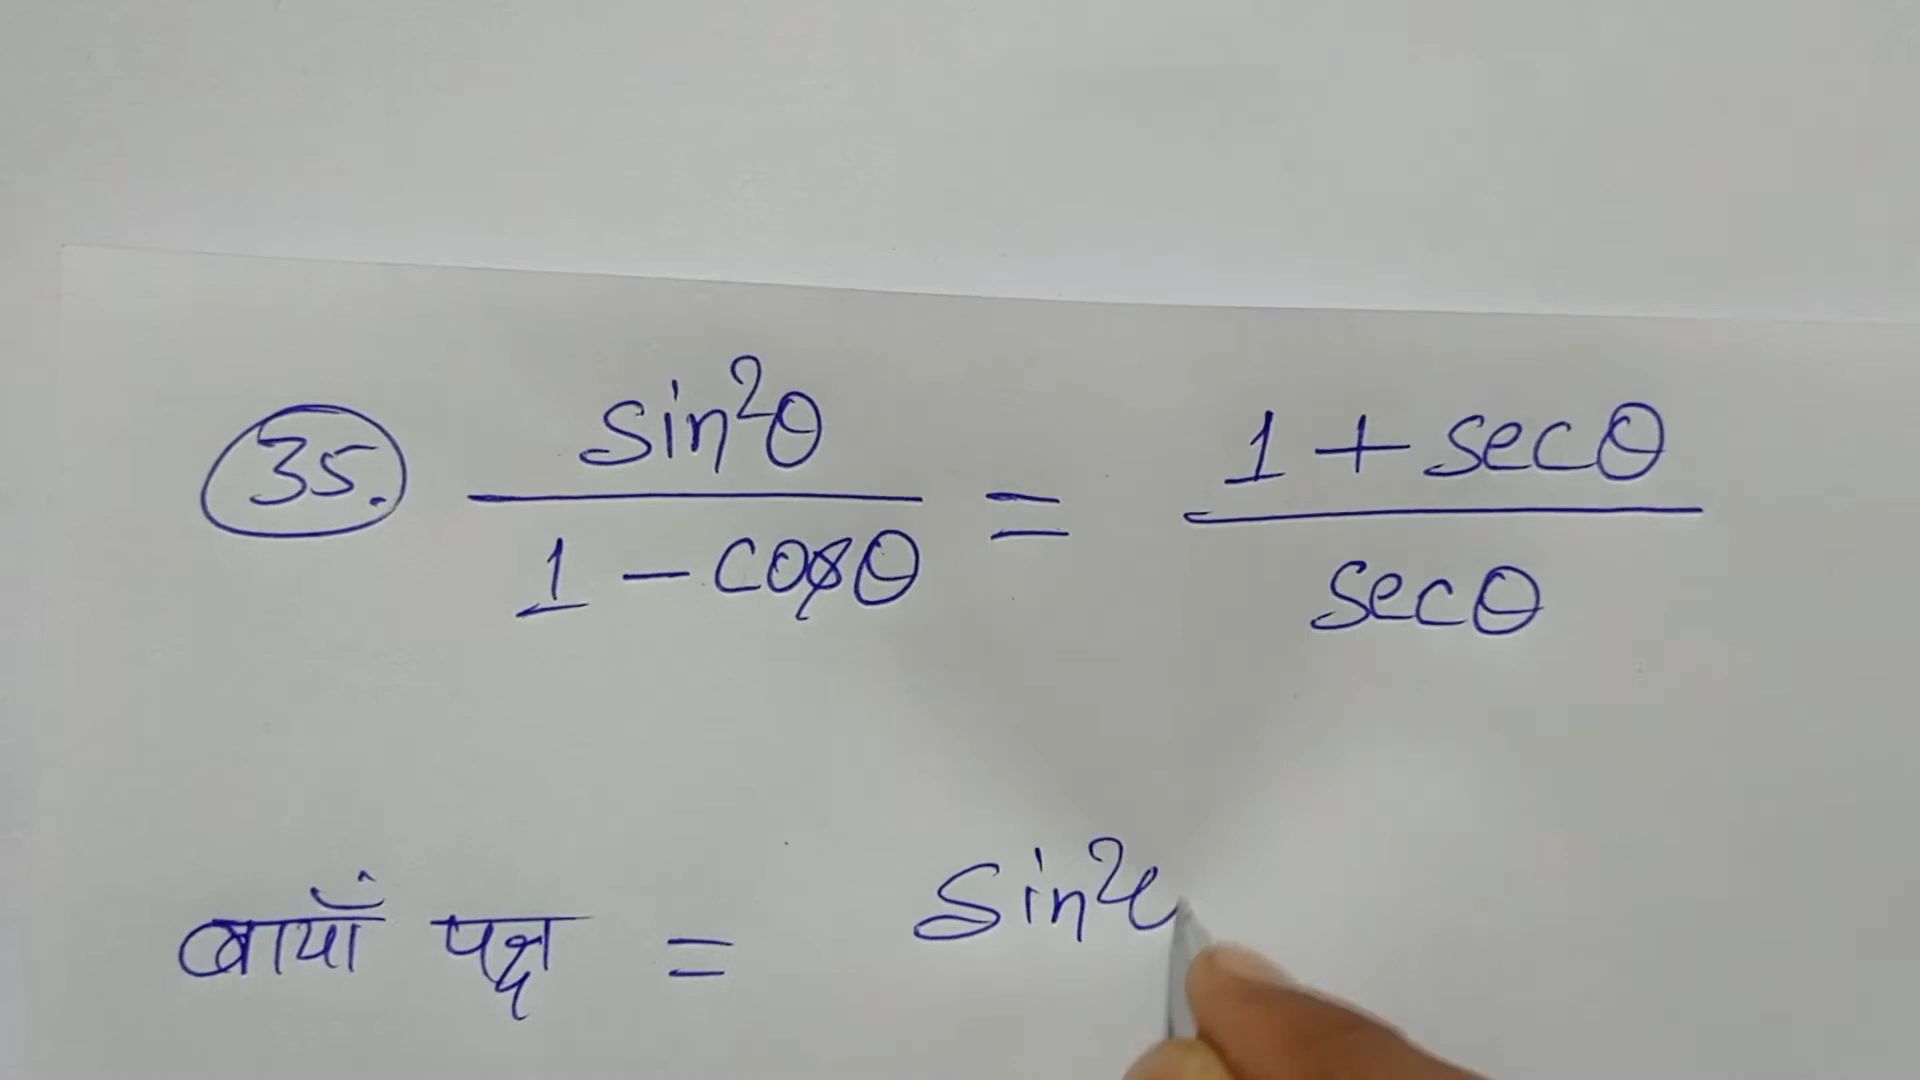 35. sin²θ / 1 - cosθ = 1 + secθ / secθ
बायाँ पक्ष = sin²